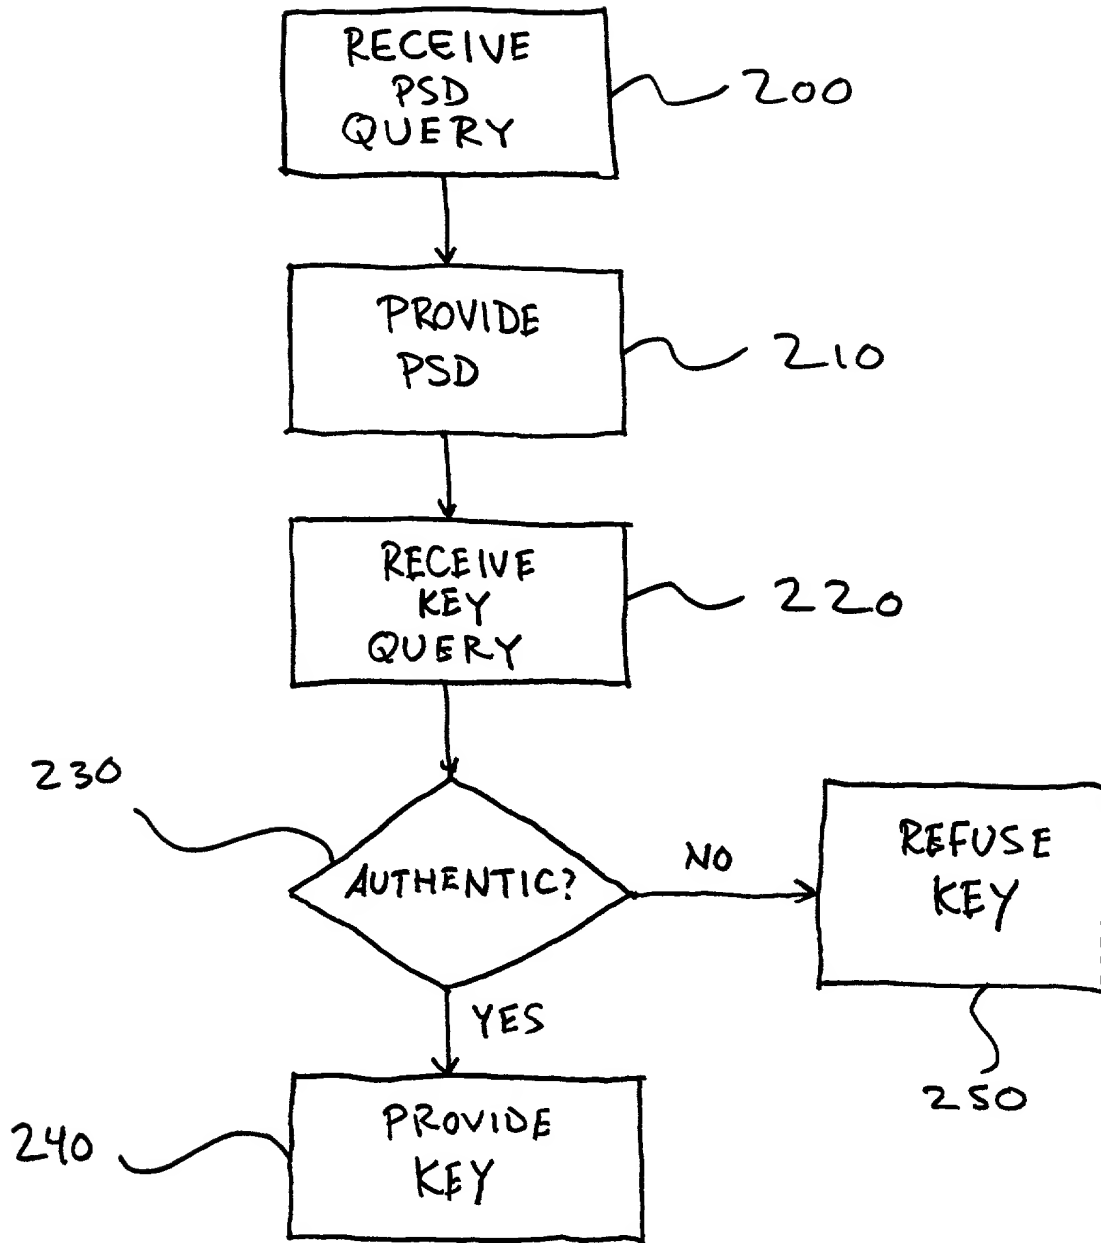 RECEIVE
PSD
QUERY
200
PROVIDE
PSD
210
RECEIVE
KEY
QUERY
220
230
AUTHENTIC?
NO
REFUSE
KEY
250
YES
240
PROVIDE
KEY